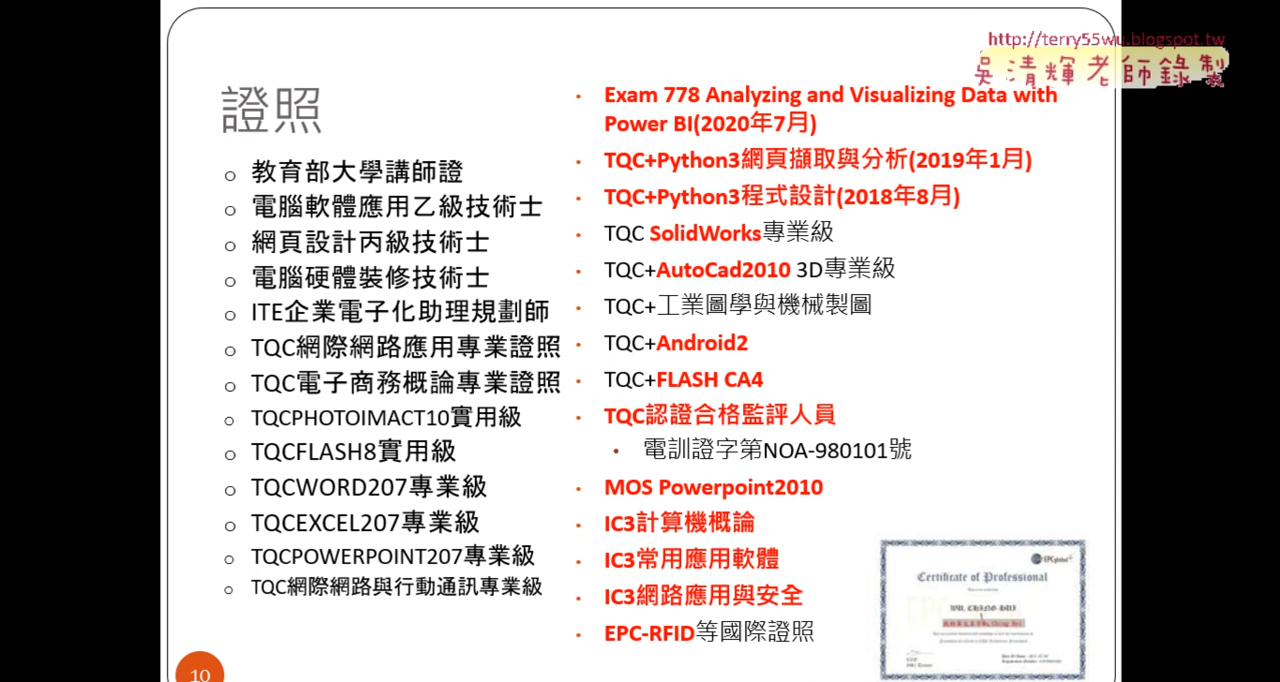 http://terry55wu.blogspot.tw
吳清輝老師錄製
證照
教育部大學講師證
電腦軟體應用乙級技術士
網頁設計丙級技術士
電腦硬體裝修技術士
ITE企業電子化助理規劃師
TQC網際網路應用專業證照
TQC電子商務概論專業證照
TQCPHOTOIMACT10實用級
TQCFLASH8實用級
TQCWORD207專業級
TQCEXCEL207專業級
TQCPOWERPOINT207專業級
TQC網際網路與行動通訊專業級
Exam 778 Analyzing and Visualizing Data with
Power BI(2020年7月)
TQC+Python3網頁擷取與分析(2019年1月)
TQC+Python3程式設計(2018年8月)
TQC SolidWorks專業級
TQC+AutoCad2010 3D專業級
TQC+工業圖學與機械製圖
TQC+Android2
TQC+FLASH CA4
TQC認證合格監評人員
電訓證字第NOA-980101號
MOS Powerpoint2010
IC3計算機概論
IC3常用應用軟體
IC3網路應用與安全
EPC-RFID等國際證照
EPCglobal
Certificate of Professional
WU, CHING-HUI
10